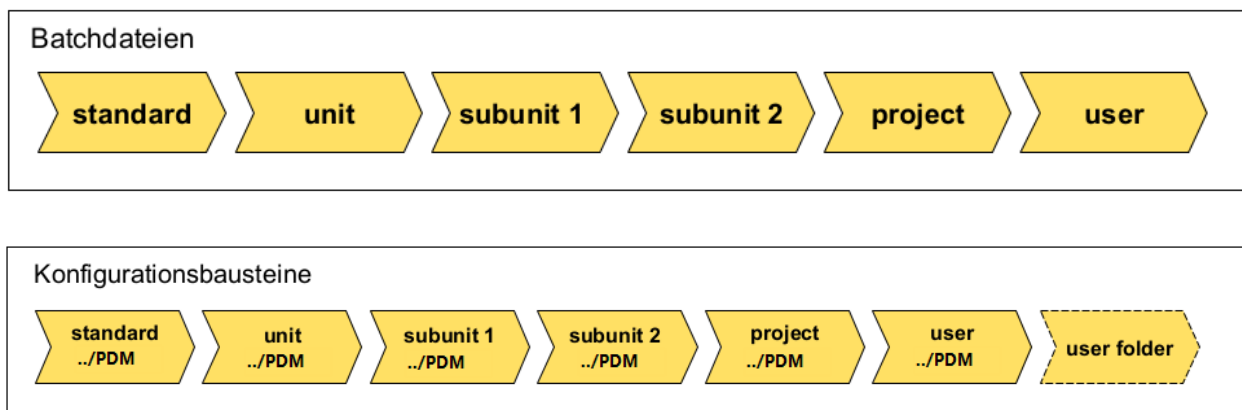 Batchdateien
standard unit subunit 1 subunit 2 project user
Konfigurationsbausteine
standard unit subunit 1 subunit 2 project user user folder
../PDM ../PDM ../PDM ../PDM ../PDM ../PDM